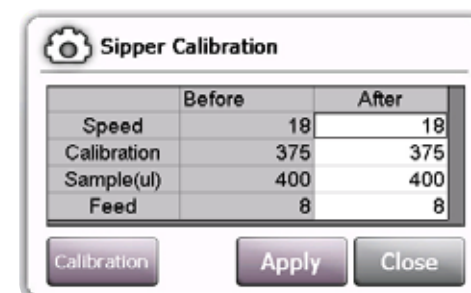 Sipper Calibration
Before After
Speed 18 18
Calibration 375 375
Sample(ul) 400 400
Feed 8 8
Calibration Apply Close